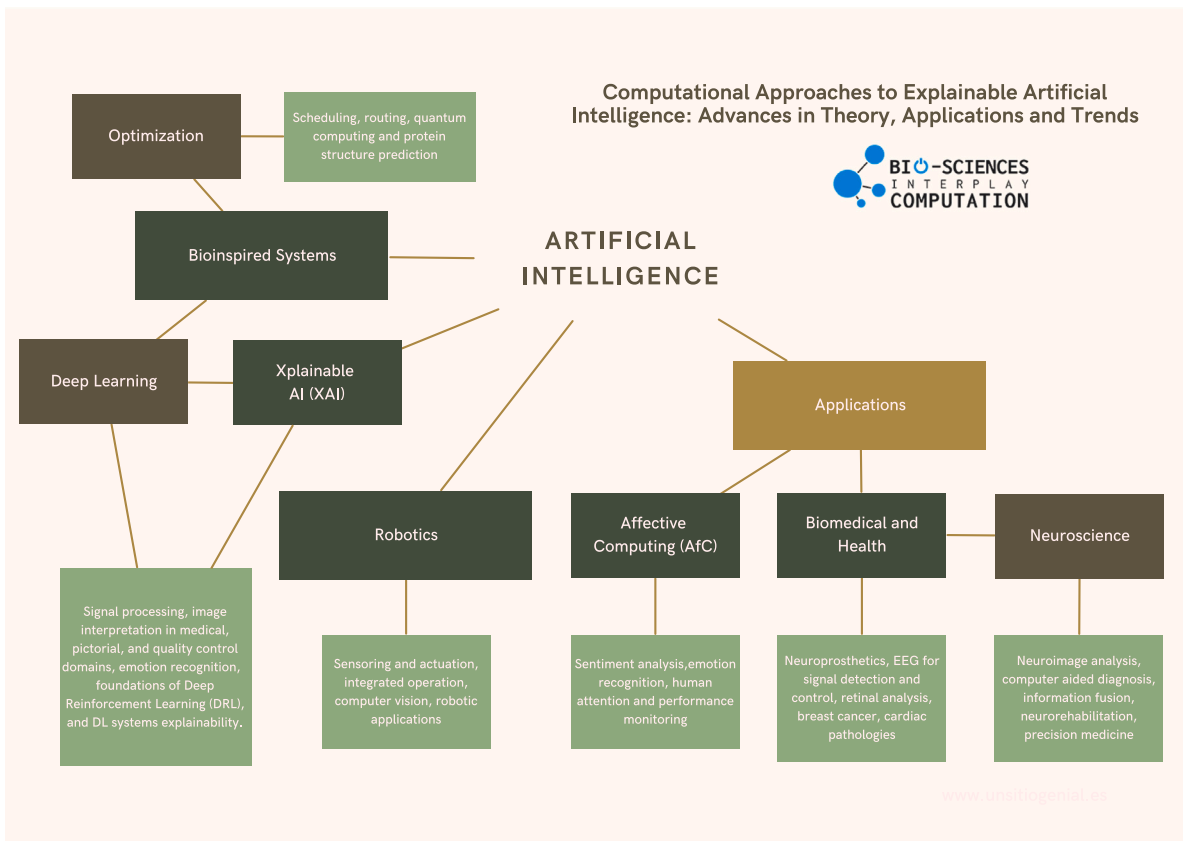 Computational Approaches to Explainable Artificial
Intelligence: Advances in Theory, Applications and Trends
BIO-SCIENCES
INTERPLAY
COMPUTATION
Optimization
Scheduling, routing, quantum
computing and protein
structure prediction
Bioinspired Systems
ARTIFICIAL
INTELLIGENCE
Deep Learning
Xplainable
AI (XAI)
Applications
Robotics
Affective
Computing (AfC)
Biomedical and
Health
Neuroscience
Signal processing, image
interpretation in medical,
pictorial, and quality control
domains, emotion recognition,
foundations of Deep
Reinforcement Learning (DRL),
and DL systems explainability.
Sensoring and actuation,
integrated operation,
computer vision, robotic
applications
Sentiment analysis,emotion
recognition, human
attention and performance
monitoring
Neuroprosthetics, EEG for
signal detection and
control, retinal analysis,
breast cancer, cardiac
pathologies
Neuroimage analysis,
computer aided diagnosis,
information fusion,
neurorehabilitation,
precision medicine
www.unsitiogenial.es